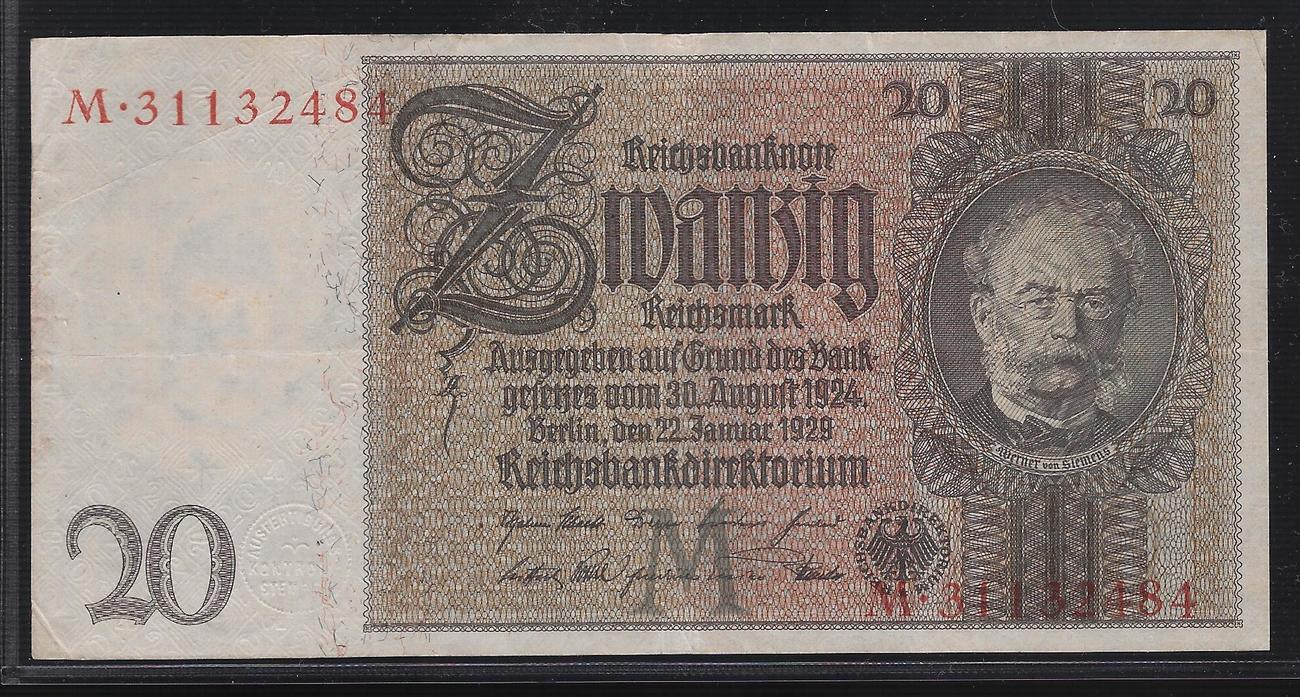 M·31132484
20 20
Reichsbanknote
Zwanzig
Reichsmark
Ausgegeben auf Grund des Bank-
gesetzes vom 30. August 1924.
Berlin, den 22. Januar 1929
Reichsbankdirektorium
Werner von Siemens
M
20
M·31132484